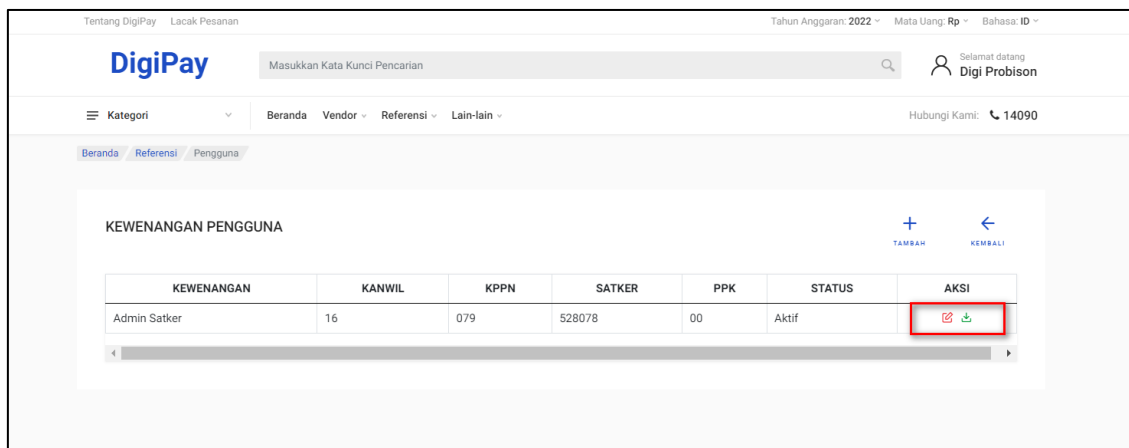 Tentang DigiPay Lacak Pesanan Tahun Anggaran: 2022 Mata Uang: Rp Bahasa: ID
DigiPay Masukkan Kata Kunci Pencarian Selamat datang
Digi Probison
Kategori Beranda Vendor Referensi Lain-lain Hubungi Kami: 14090
Beranda Referensi Pengguna
KEWENANGAN PENGGUNA
TAMBAH KEMBALI
KEWENANGAN KANWIL KPPN SATKER PPK STATUS AKSI
Admin Satker 16 079 528078 00 Aktif